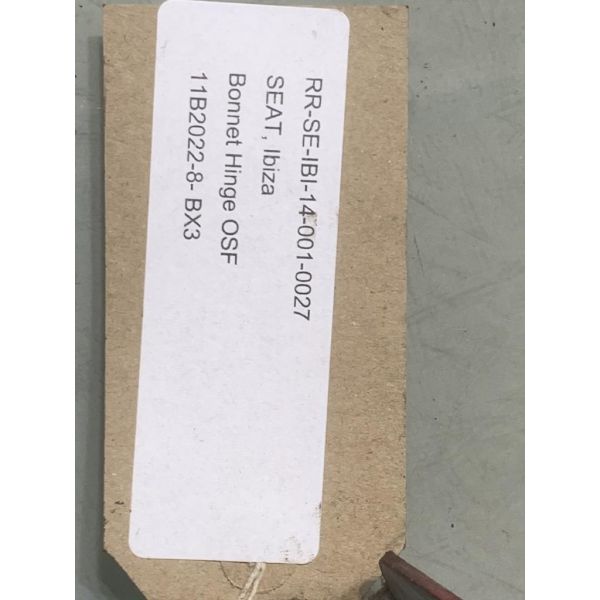 RR-SE-IBI-14-001-0027
SEAT, Ibiza
Bonnet Hinge OSF
11B2022-8- BX3